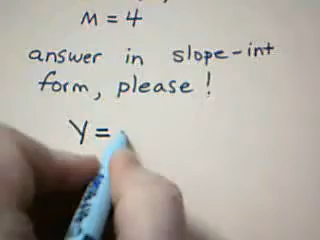 M = 4
answer in slope-int
form, please!
Y =